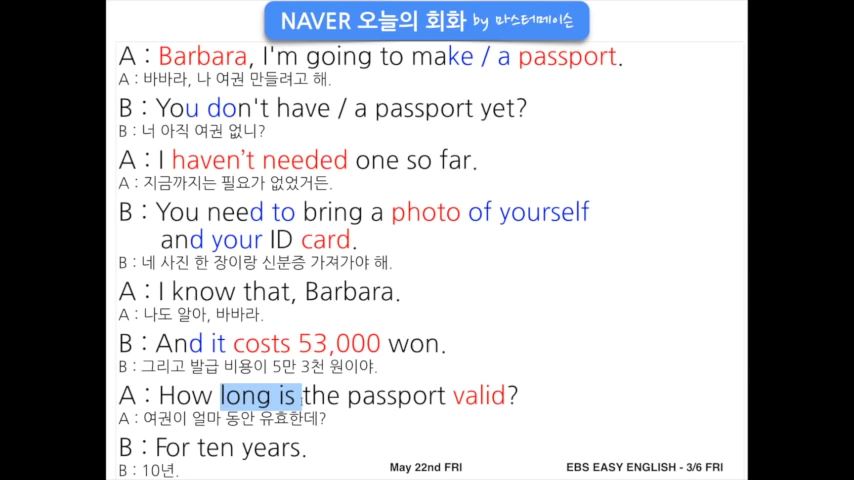 NAVER 오늘의 회화 by 마스터메이슨
A : Barbara, I'm going to make / a passport.
A : 바바라, 나 여권 만들려고 해.
B : You don't have / a passport yet?
B : 너 아직 여권 없니?
A : I haven't needed one so far.
A : 지금까지는 필요가 없었거든.
B : You need to bring a photo of yourself
and your ID card.
B : 네 사진 한 장이랑 신분증 가져가야 해.
A : I know that, Barbara.
A : 나도 알아, 바바라.
B : And it costs 53,000 won.
B : 그리고 발급 비용이 5만 3천 원이야.
A : How long is the passport valid?
A : 여권이 얼마 동안 유효한데?
B : For ten years.
B : 10년.
May 22nd FRI
EBS EASY ENGLISH - 3/6 FRI